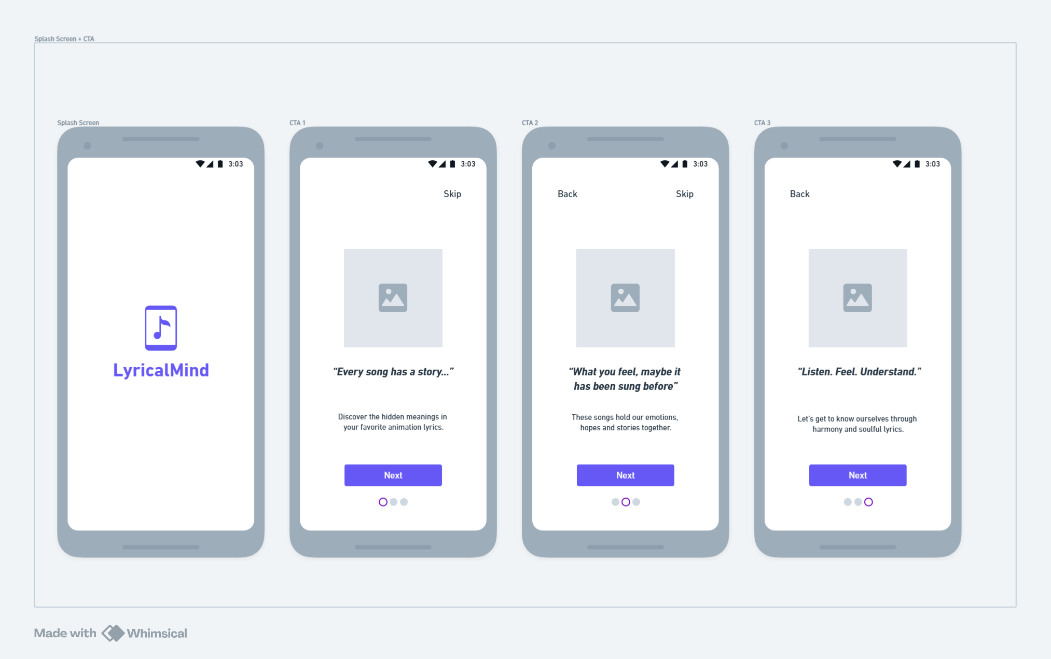 Splash Screen + CTA
Splash Screen
3:03
LyricalMind
CTA 1
3:03
Skip
“Every song has a story...”
Discover the hidden meanings in
your favorite animation lyrics.
Next
CTA 2
3:03
Back
Skip
“What you feel, maybe it
has been sung before”
These songs hold our emotions,
hopes and stories together.
Next
CTA 3
3:03
Back
“Listen. Feel. Understand.”
Let's get to know ourselves through
harmony and soulful lyrics.
Next
Made with Whimsical